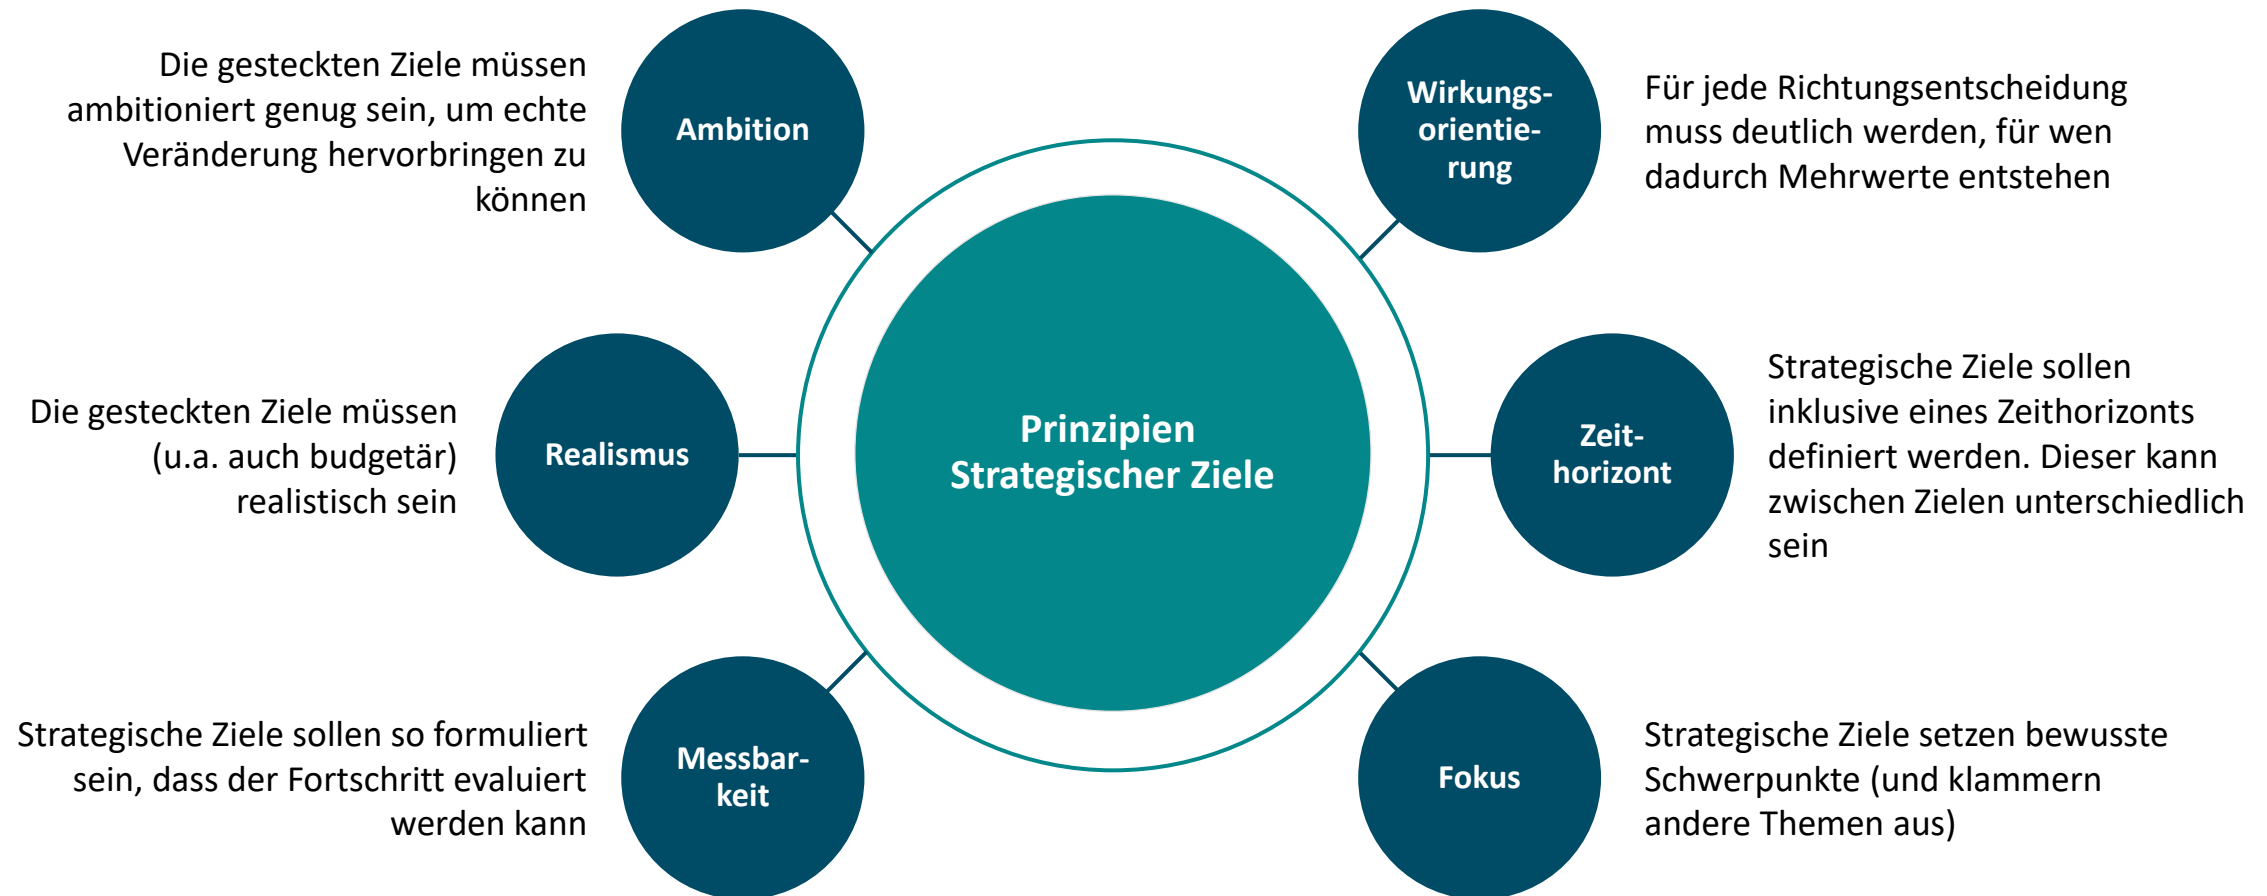 Die gesteckten Ziele müssen
ambitioniert genug sein, um echte
Veränderung hervorbringen zu
können
Ambition
Wirkungs-
orientie-
rung
Für jede Richtungsentscheidung
muss deutlich werden, für wen
dadurch Mehrwerte entstehen
Die gesteckten Ziele müssen
(u.a. auch budgetär)
realistisch sein
Realismus
Prinzipien
Strategischer Ziele
Zeit-
horizont
Strategische Ziele sollen
inklusive eines Zeithorizonts
definiert werden. Dieser kann
zwischen Zielen unterschiedlich
sein
Strategische Ziele sollen so formuliert
sein, dass der Fortschritt evaluiert
werden kann
Messbar-
keit
Fokus
Strategische Ziele setzen bewusste
Schwerpunkte (und klammern
andere Themen aus)